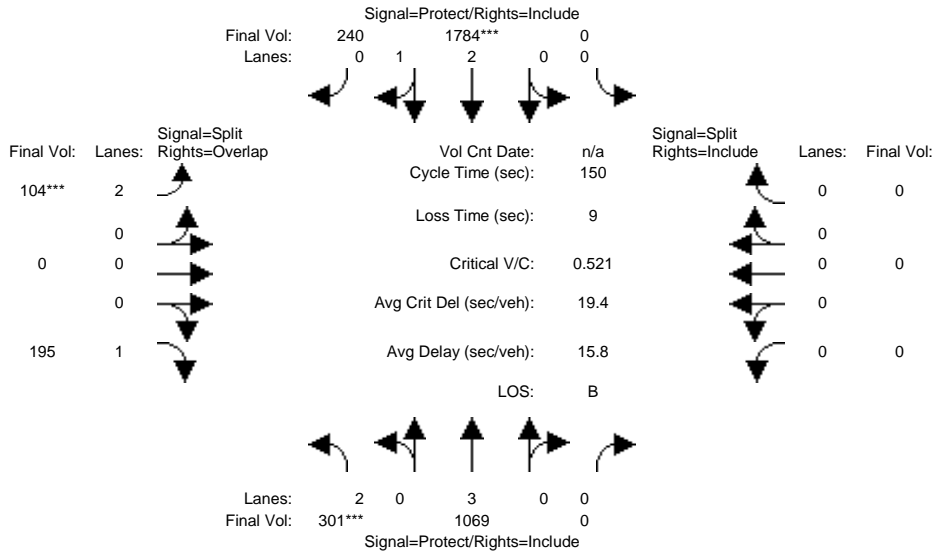 Signal=Protect/Rights=Include
Final Vol: 240 1784*** 0
Lanes: 0 1 2 0 0
Signal=Split Signal=Split
Final Vol: Lanes: Rights=Overlap Vol Cnt Date: n/a Rights=Include Lanes: Final Vol:
Cycle Time (sec): 150
104*** 2 0 0
Loss Time (sec): 9
0 0
0 0 Critical V/C: 0.521 0 0
0 Avg Crit Del (sec/veh): 19.4 0
195 1 Avg Delay (sec/veh): 15.8 0 0
LOS: B
Lanes: 2 0 3 0 0
Final Vol: 301*** 1069 0
Signal=Protect/Rights=Include